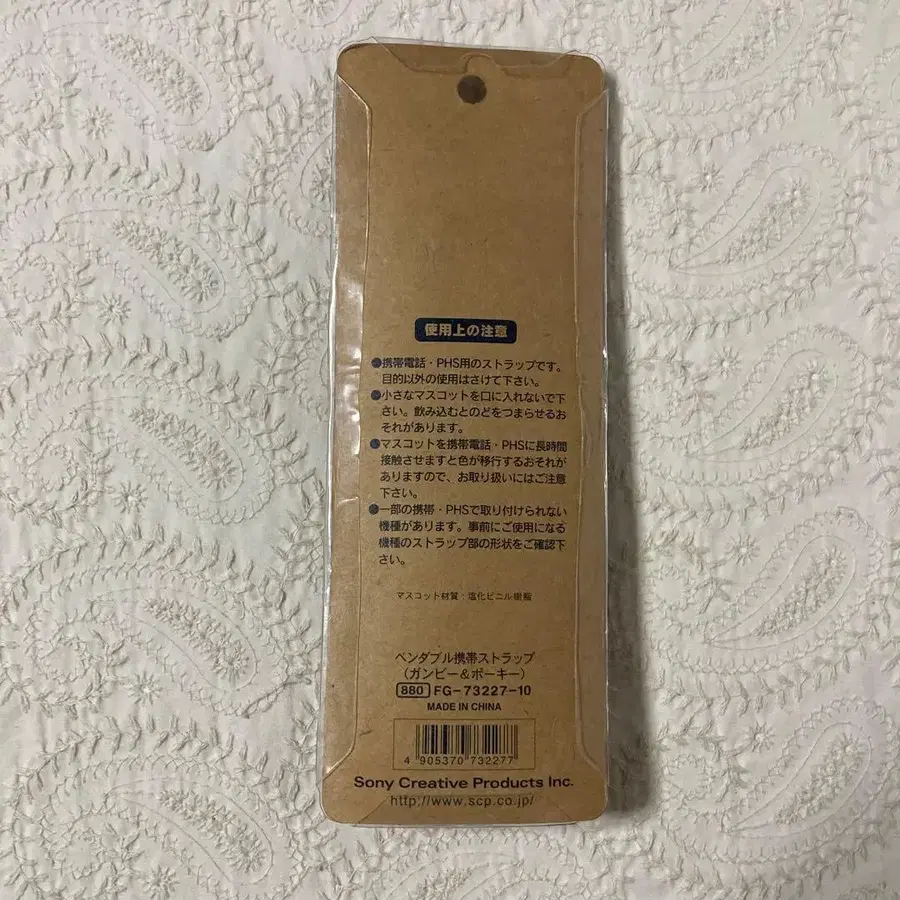 使用上の注意
●携帯電話・PHS用のストラップです。
目的以外の使用はさけて下さい。
●小さなマスコットを口に入れないで下
さい。飲み込むとのどをつまらせるお
それがあります。
●マスコットを携帯電話・PHSに長時間
接触させますと色が移行するおそれが
ありますので、お取り扱いにはご注意
下さい。
●一部の携帯・PHSで取り付けられない
機種があります。事前にご使用になる
機種のストラップ部の形状をご確認下
さい。
マスコット材質：塩化ビニル樹脂
ベンダブル携帯ストラップ
（ガンビー＆ポーキー）
880 FG-73227-10
MADE IN CHINA
4 905370 732277
Sony Creative Products Inc.
http://www.scp.co.jp/